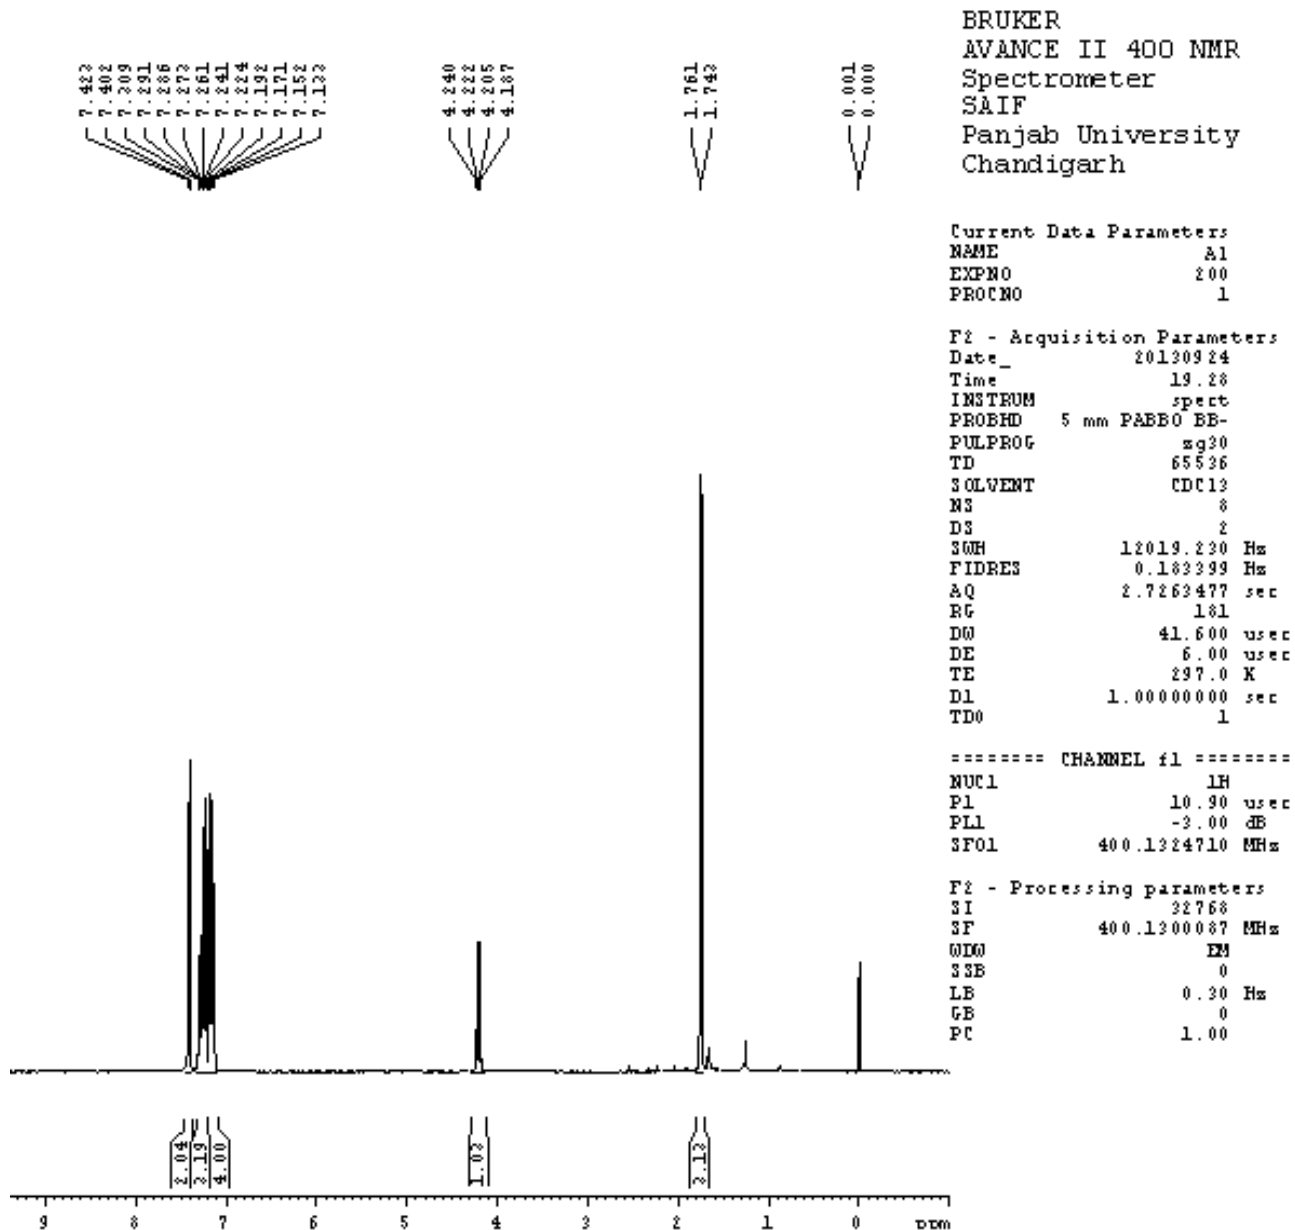 BRUKER
AVANCE II 400 NMR
Spectrometer
SAIF
Panjab University
Chandigarh
7.423
7.402
7.309
7.291
7.286
7.273
7.261
7.241
7.224
7.192
7.171
7.152
7.133
4.240
4.222
4.205
4.187
1.761
1.743
0.001
0.000
Current Data Parameters
NAME A1
EXPNO 200
PROCNO 1
F2 - Acquisition Parameters
Date_ 20130924
Time 19.28
INSTRUM spect
PROBHD 5 mm PABBO BB-
PULPROG zg30
TD 65536
SOLVENT CDCl3
NS 8
DS 2
SWH 12019.230 Hz
FIDRES 0.183399 Hz
AQ 2.7263477 sec
RG 181
DW 41.600 usec
DE 6.00 usec
TE 297.0 K
D1 1.00000000 sec
TD0 1
======== CHANNEL f1 ========
NUC1 1H
P1 10.90 usec
PL1 -3.00 dB
SFO1 400.1324710 MHz
F2 - Processing parameters
SI 32768
SF 400.1300087 MHz
WDW EM
SSB 0
LB 0.30 Hz
GB 0
PC 1.00
2.04
3.19
4.00
1.03
3.13
9 8 7 6 5 4 3 2 1 0 ppm